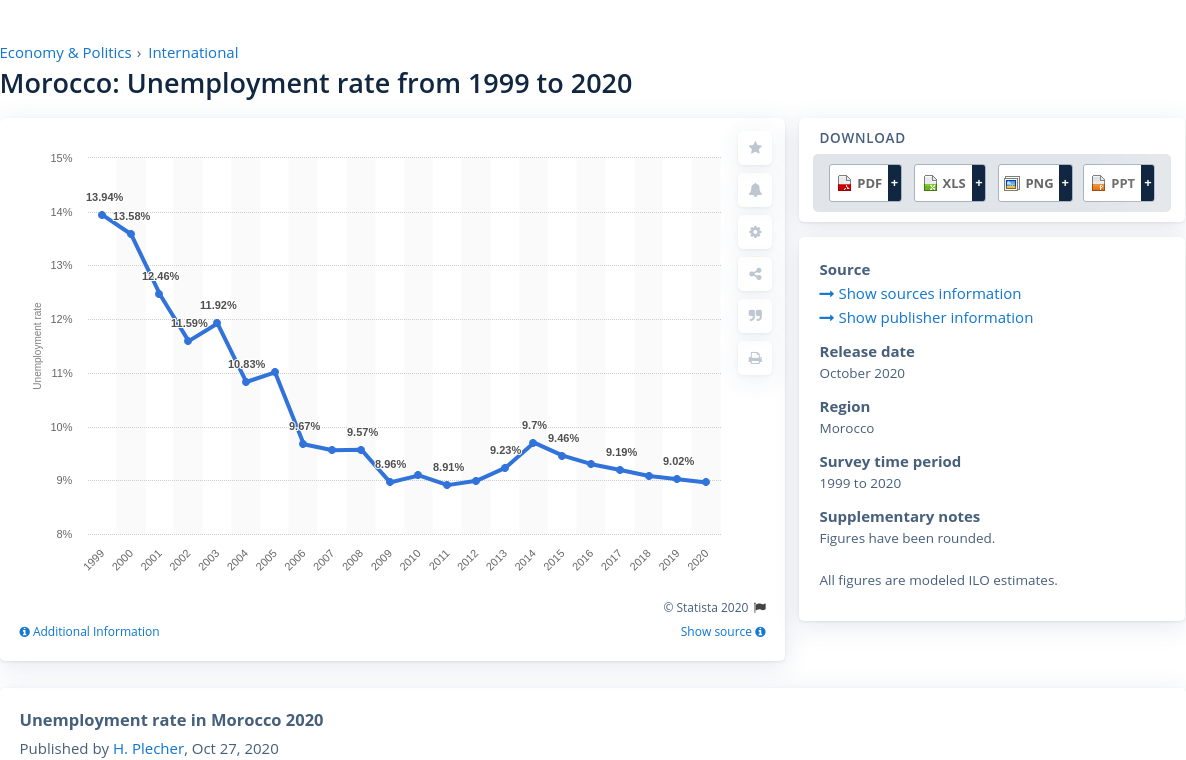 Economy & Politics › International
Morocco: Unemployment rate from 1999 to 2020
15%
14%
13%
12%
11%
10%
9%
8%
Unemployment rate
13.94%
13.58%
12.46%
11.59%
11.92%
10.83%
9.67%
9.57%
8.96%
8.91%
9.23%
9.7%
9.46%
9.19%
9.02%
1999 2000 2001 2002 2003 2004 2005 2006 2007 2008 2009 2010 2011 2012 2013 2014 2015 2016 2017 2018 2019 2020
© Statista 2020
Additional Information
Show source
DOWNLOAD
PDF + XLS + PNG + PPT +
Source
Show sources information
Show publisher information
Release date
October 2020
Region
Morocco
Survey time period
1999 to 2020
Supplementary notes
Figures have been rounded.
All figures are modeled ILO estimates.
Unemployment rate in Morocco 2020
Published by H. Plecher, Oct 27, 2020